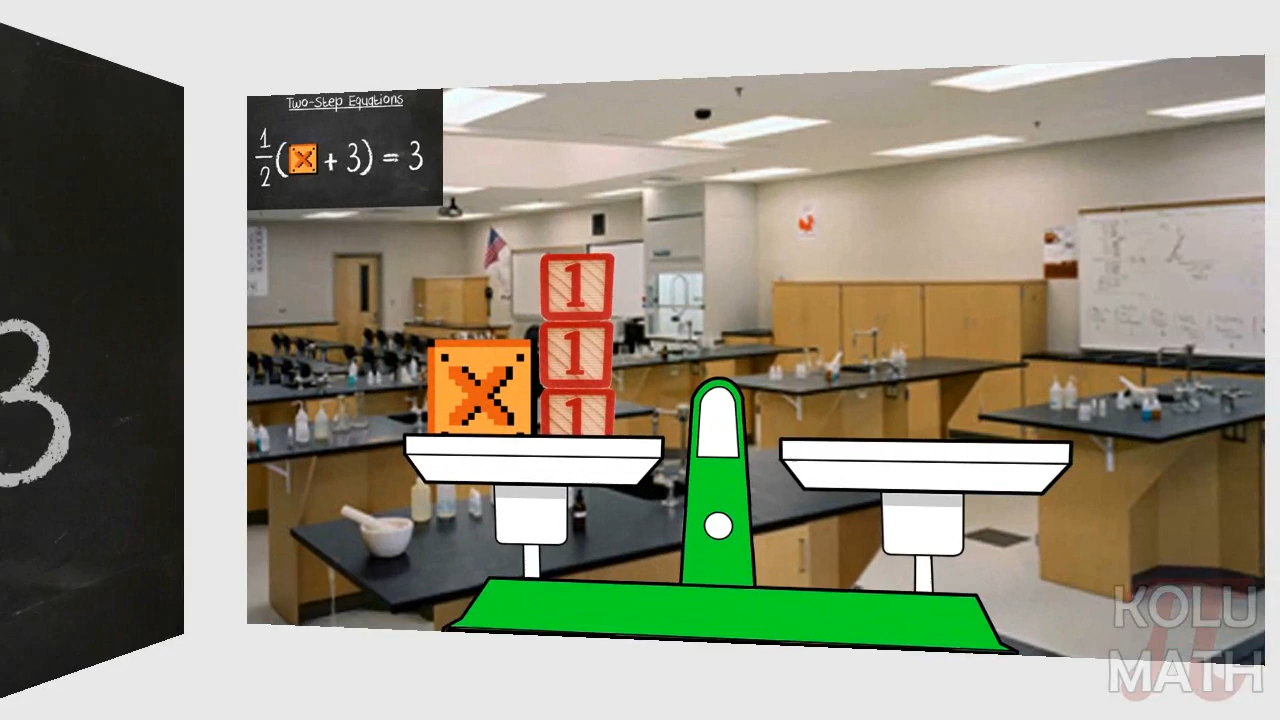 Two-Step Equations
1/2(x + 3) = 3
3
1
1
1
x
KOLU
MATH